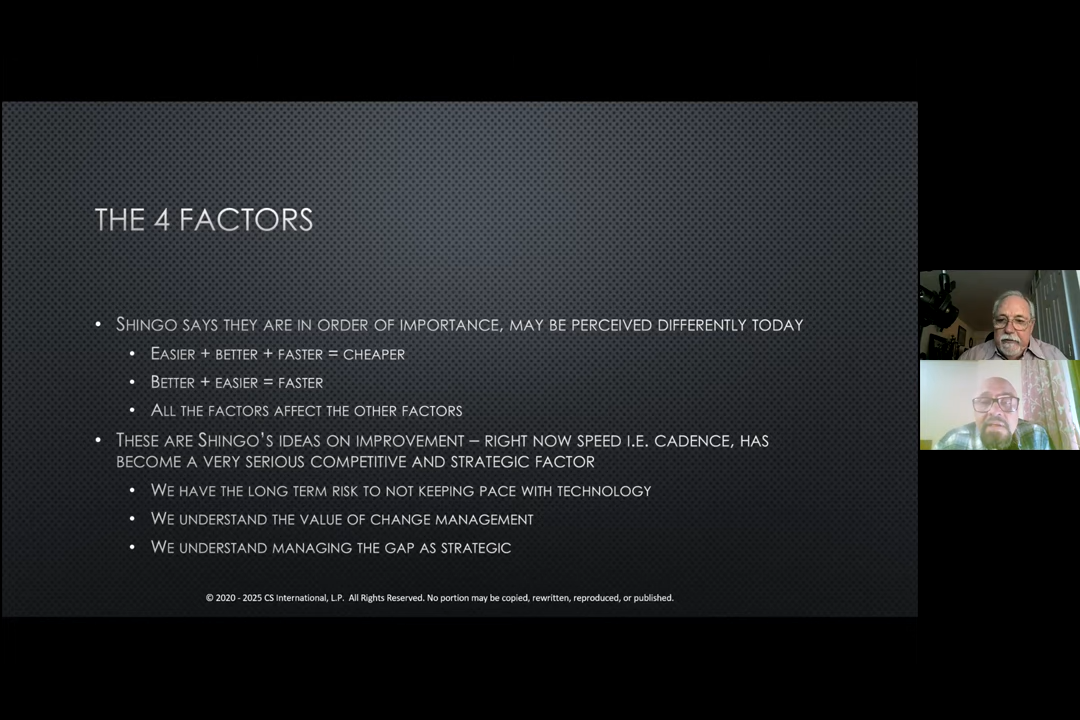 THE 4 FACTORS
• SHINGO SAYS THEY ARE IN ORDER OF IMPORTANCE, MAY BE PERCEIVED DIFFERENTLY TODAY
• EASIER + BETTER + FASTER = CHEAPER
• BETTER + EASIER = FASTER
• ALL THE FACTORS AFFECT THE OTHER FACTORS
• THESE ARE SHINGO'S IDEAS ON IMPROVEMENT – RIGHT NOW SPEED I.E. CADENCE, HAS
BECOME A VERY SERIOUS COMPETITIVE AND STRATEGIC FACTOR
• WE HAVE THE LONG TERM RISK TO NOT KEEPING PACE WITH TECHNOLOGY
• WE UNDERSTAND THE VALUE OF CHANGE MANAGEMENT
• WE UNDERSTAND MANAGING THE GAP AS STRATEGIC
© 2020 - 2025 CS International, L.P. All Rights Reserved. No portion may be copied, rewritten, reproduced, or published.